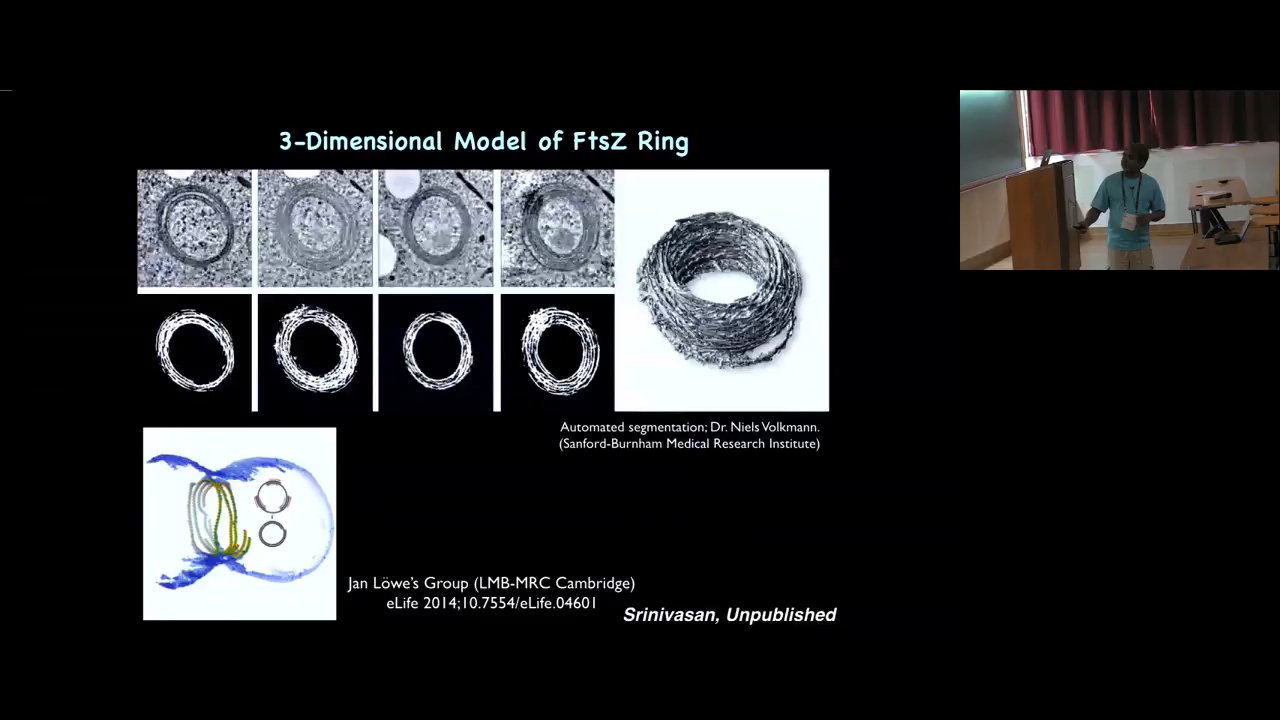 3-Dimensional Model of FtsZ Ring
Automated segmentation; Dr. Niels Volkmann.
(Sanford-Burnham Medical Research Institute)
Jan Löwe's Group (LMB-MRC Cambridge)
eLife 2014;10.7554/eLife.04601
Srinivasan, Unpublished